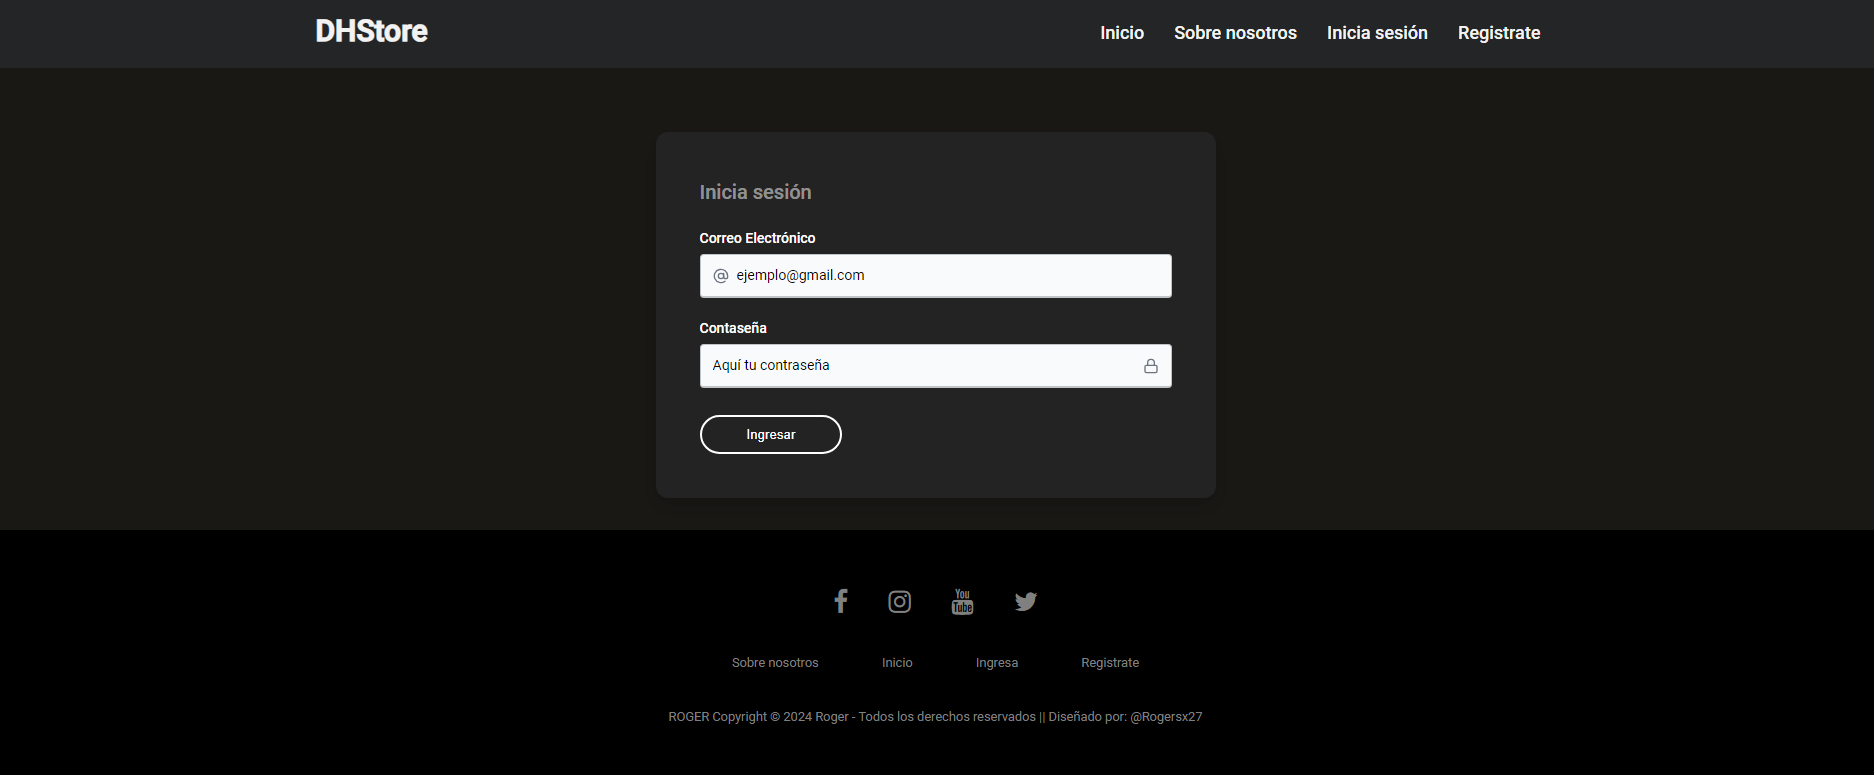 DHStore
Inicio Sobre nosotros Inicia sesión Registrate
Inicia sesión
Correo Electrónico
@ ejemplo@gmail.com
Contaseña
Aquí tu contraseña
Ingresar
You
Tube
Sobre nosotros Inicio Ingresa Registrate
ROGER Copyright © 2024 Roger - Todos los derechos reservados || Diseñado por: @Rogersx27